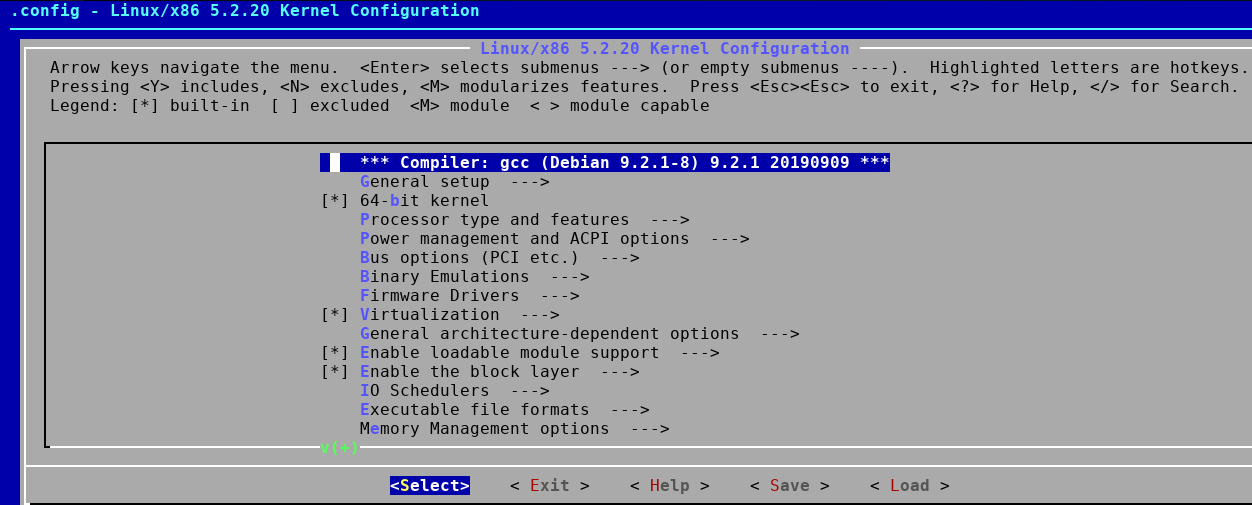 .config - Linux/x86 5.2.20 Kernel Configuration
Linux/x86 5.2.20 Kernel Configuration
Arrow keys navigate the menu.  <Enter> selects submenus ---> (or empty submenus ----).  Highlighted letters are hotkeys.
Pressing <Y> includes, <N> excludes, <M> modularizes features.  Press <Esc><Esc> to exit, <?> for Help, </> for Search.
Legend: [*] built-in  [ ] excluded  <M> module  < > module capable
*** Compiler: gcc (Debian 9.2.1-8) 9.2.1 20190909 ***
General setup  --->
[*] 64-bit kernel
Processor type and features  --->
Power management and ACPI options  --->
Bus options (PCI etc.)  --->
Binary Emulations  --->
Firmware Drivers  --->
[*] Virtualization  --->
General architecture-dependent options  --->
[*] Enable loadable module support  --->
[*] Enable the block layer  --->
IO Schedulers  --->
Executable file formats  --->
Memory Management options  --->
v(+)
<Select>    < Exit >    < Help >    < Save >    < Load >